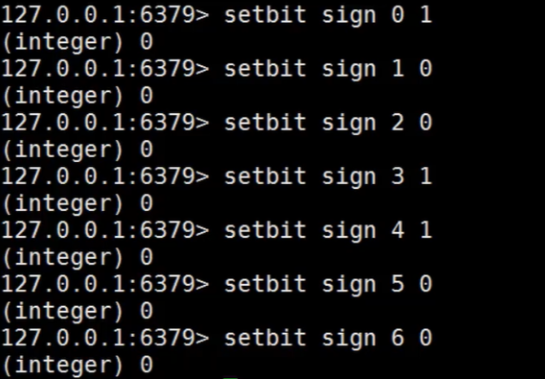 127.0.0.1:6379> setbit sign 0 1
(integer) 0
127.0.0.1:6379> setbit sign 1 0
(integer) 0
127.0.0.1:6379> setbit sign 2 0
(integer) 0
127.0.0.1:6379> setbit sign 3 1
(integer) 0
127.0.0.1:6379> setbit sign 4 1
(integer) 0
127.0.0.1:6379> setbit sign 5 0
(integer) 0
127.0.0.1:6379> setbit sign 6 0
(integer) 0